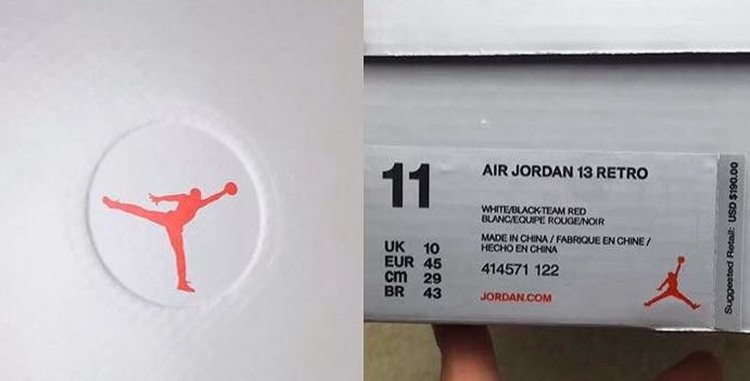 11
AIR JORDAN 13 RETRO
WHITE/BLACK-TEAM RED
BLANC/EQUIPE ROUGE/NOIR
MADE IN CHINA / FABRIQUE EN CHINE /
HECHO EN CHINA
414571 122
JORDAN.COM
UK 10
EUR 45
cm 29
BR 43
Suggested Retail: USD $190.00